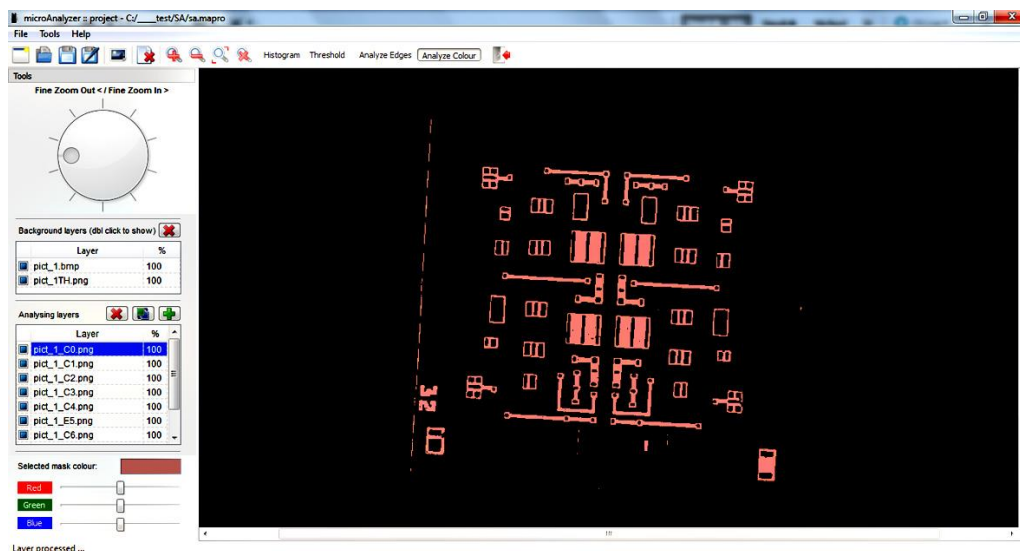 microAnalyzer :: project - C:/____test/SA/sa.mapro
File Tools Help
Histogram Threshold Analyze Edges Analyze Colour
Tools
Fine Zoom Out < / Fine Zoom In >
Background layers (dbl click to show)
Layer %
pict_1.bmp 100
pict_1TH.png 100
Analysing layers
Layer %
pict_1_C0.png 100
pict_1_C1.png 100
pict_1_C2.png 100
pict_1_C3.png 100
pict_1_C4.png 100
pict_1_E5.png 100
pict_1_C6.png 100
Selected mask colour:
Red
Green
Blue
Layer processed ...